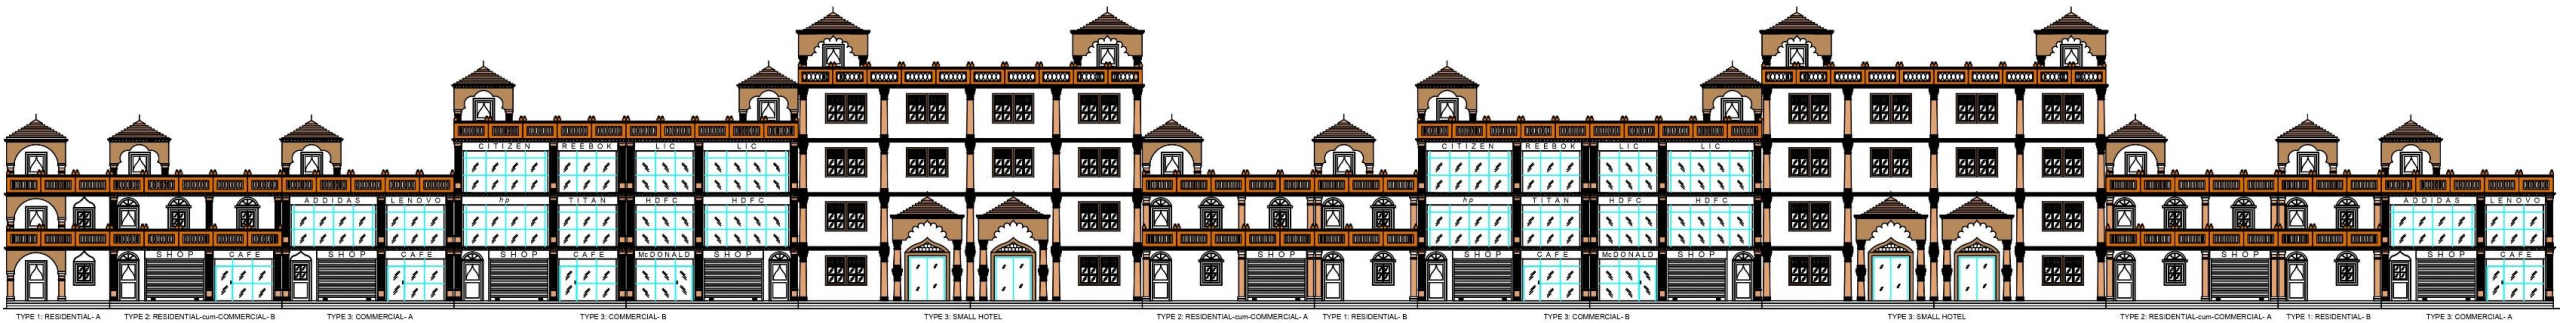 CITIZEN REEBOK LIC LIC
CITIZEN REEBOK LIC LIC
ADDIDAS LENOVO hp TITAN HDFC HDFC
hp TITAN HDFC HDFC ADDIDAS LENOVO
SHOP CAFE SHOP CAFE SHOP CAFE McDONALD SHOP
SHOP SHOP CAFE McDONALD SHOP SHOP SHOP CAFE
TYPE 1: RESIDENTIAL- A
TYPE 2: RESIDENTIAL-cum-COMMERCIAL- B
TYPE 3: COMMERCIAL- A
TYPE 3: COMMERCIAL- B
TYPE 3: SMALL HOTEL
TYPE 2: RESIDENTIAL-cum-COMMERCIAL- A
TYPE 1: RESIDENTIAL- B
TYPE 3: COMMERCIAL- B
TYPE 3: SMALL HOTEL
TYPE 2: RESIDENTIAL-cum-COMMERCIAL- A
TYPE 1: RESIDENTIAL- B
TYPE 3: COMMERCIAL- A